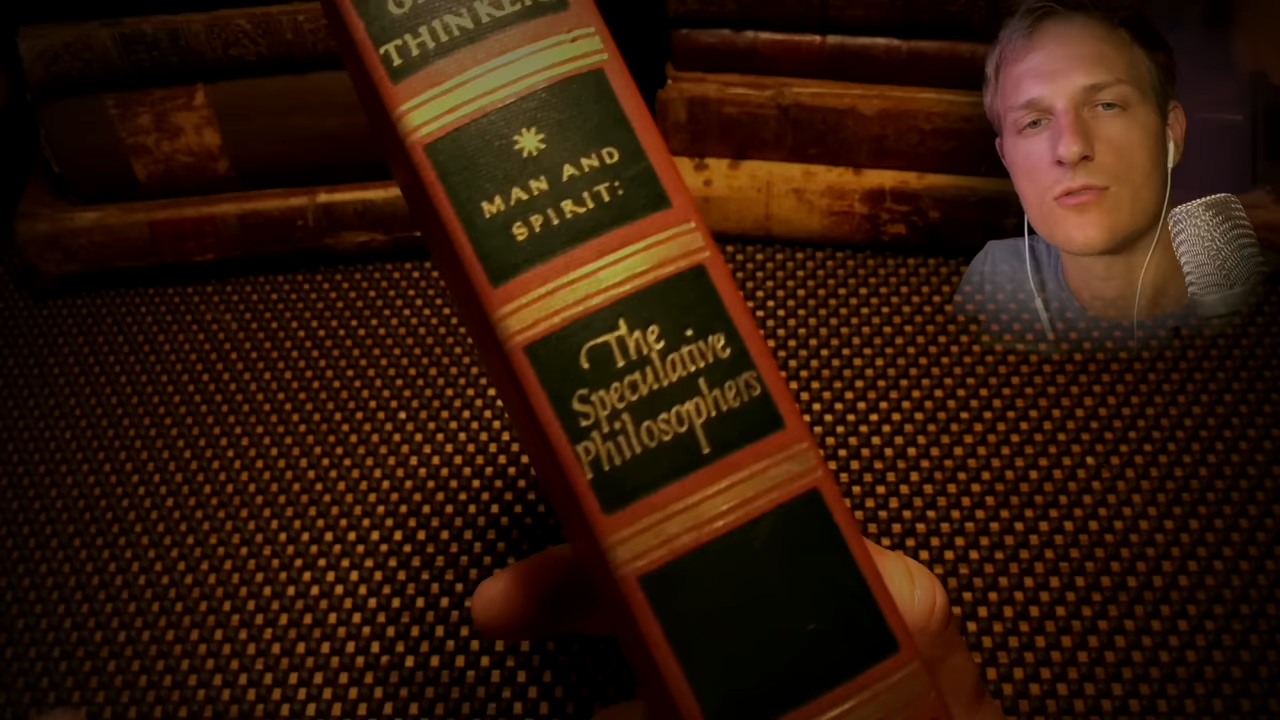 THINKERS
MAN AND
SPIRIT:
The
Speculative
Philosophers